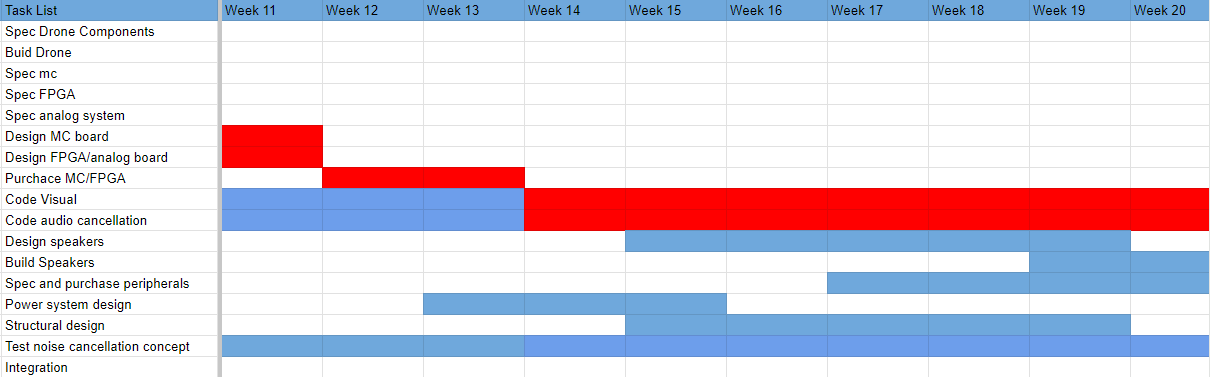 Task List Week 11 Week 12 Week 13 Week 14 Week 15 Week 16 Week 17 Week 18 Week 19 Week 20
Spec Drone Components
Buid Drone
Spec mc
Spec FPGA
Spec analog system
Design MC board
Design FPGA/analog board
Purchace MC/FPGA
Code Visual
Code audio cancellation
Design speakers
Build Speakers
Spec and purchase peripherals
Power system design
Structural design
Test noise cancellation concept
Integration